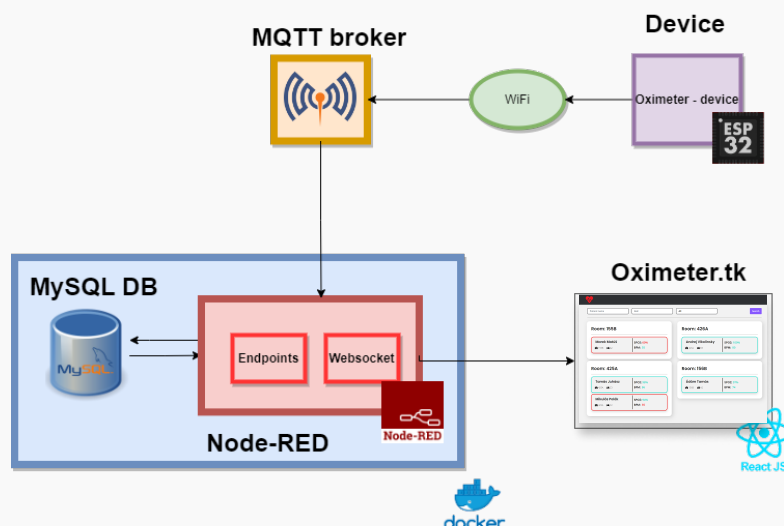 MQTT broker
Device
WiFi
Oximeter - device
ESP
32
MySQL DB
MySQL
Endpoints
Websocket
Node-RED
Node-RED
Oximeter.tk
Room: 155B
Room: 426A
Room: 425A
Room: 156B
React JS
docker